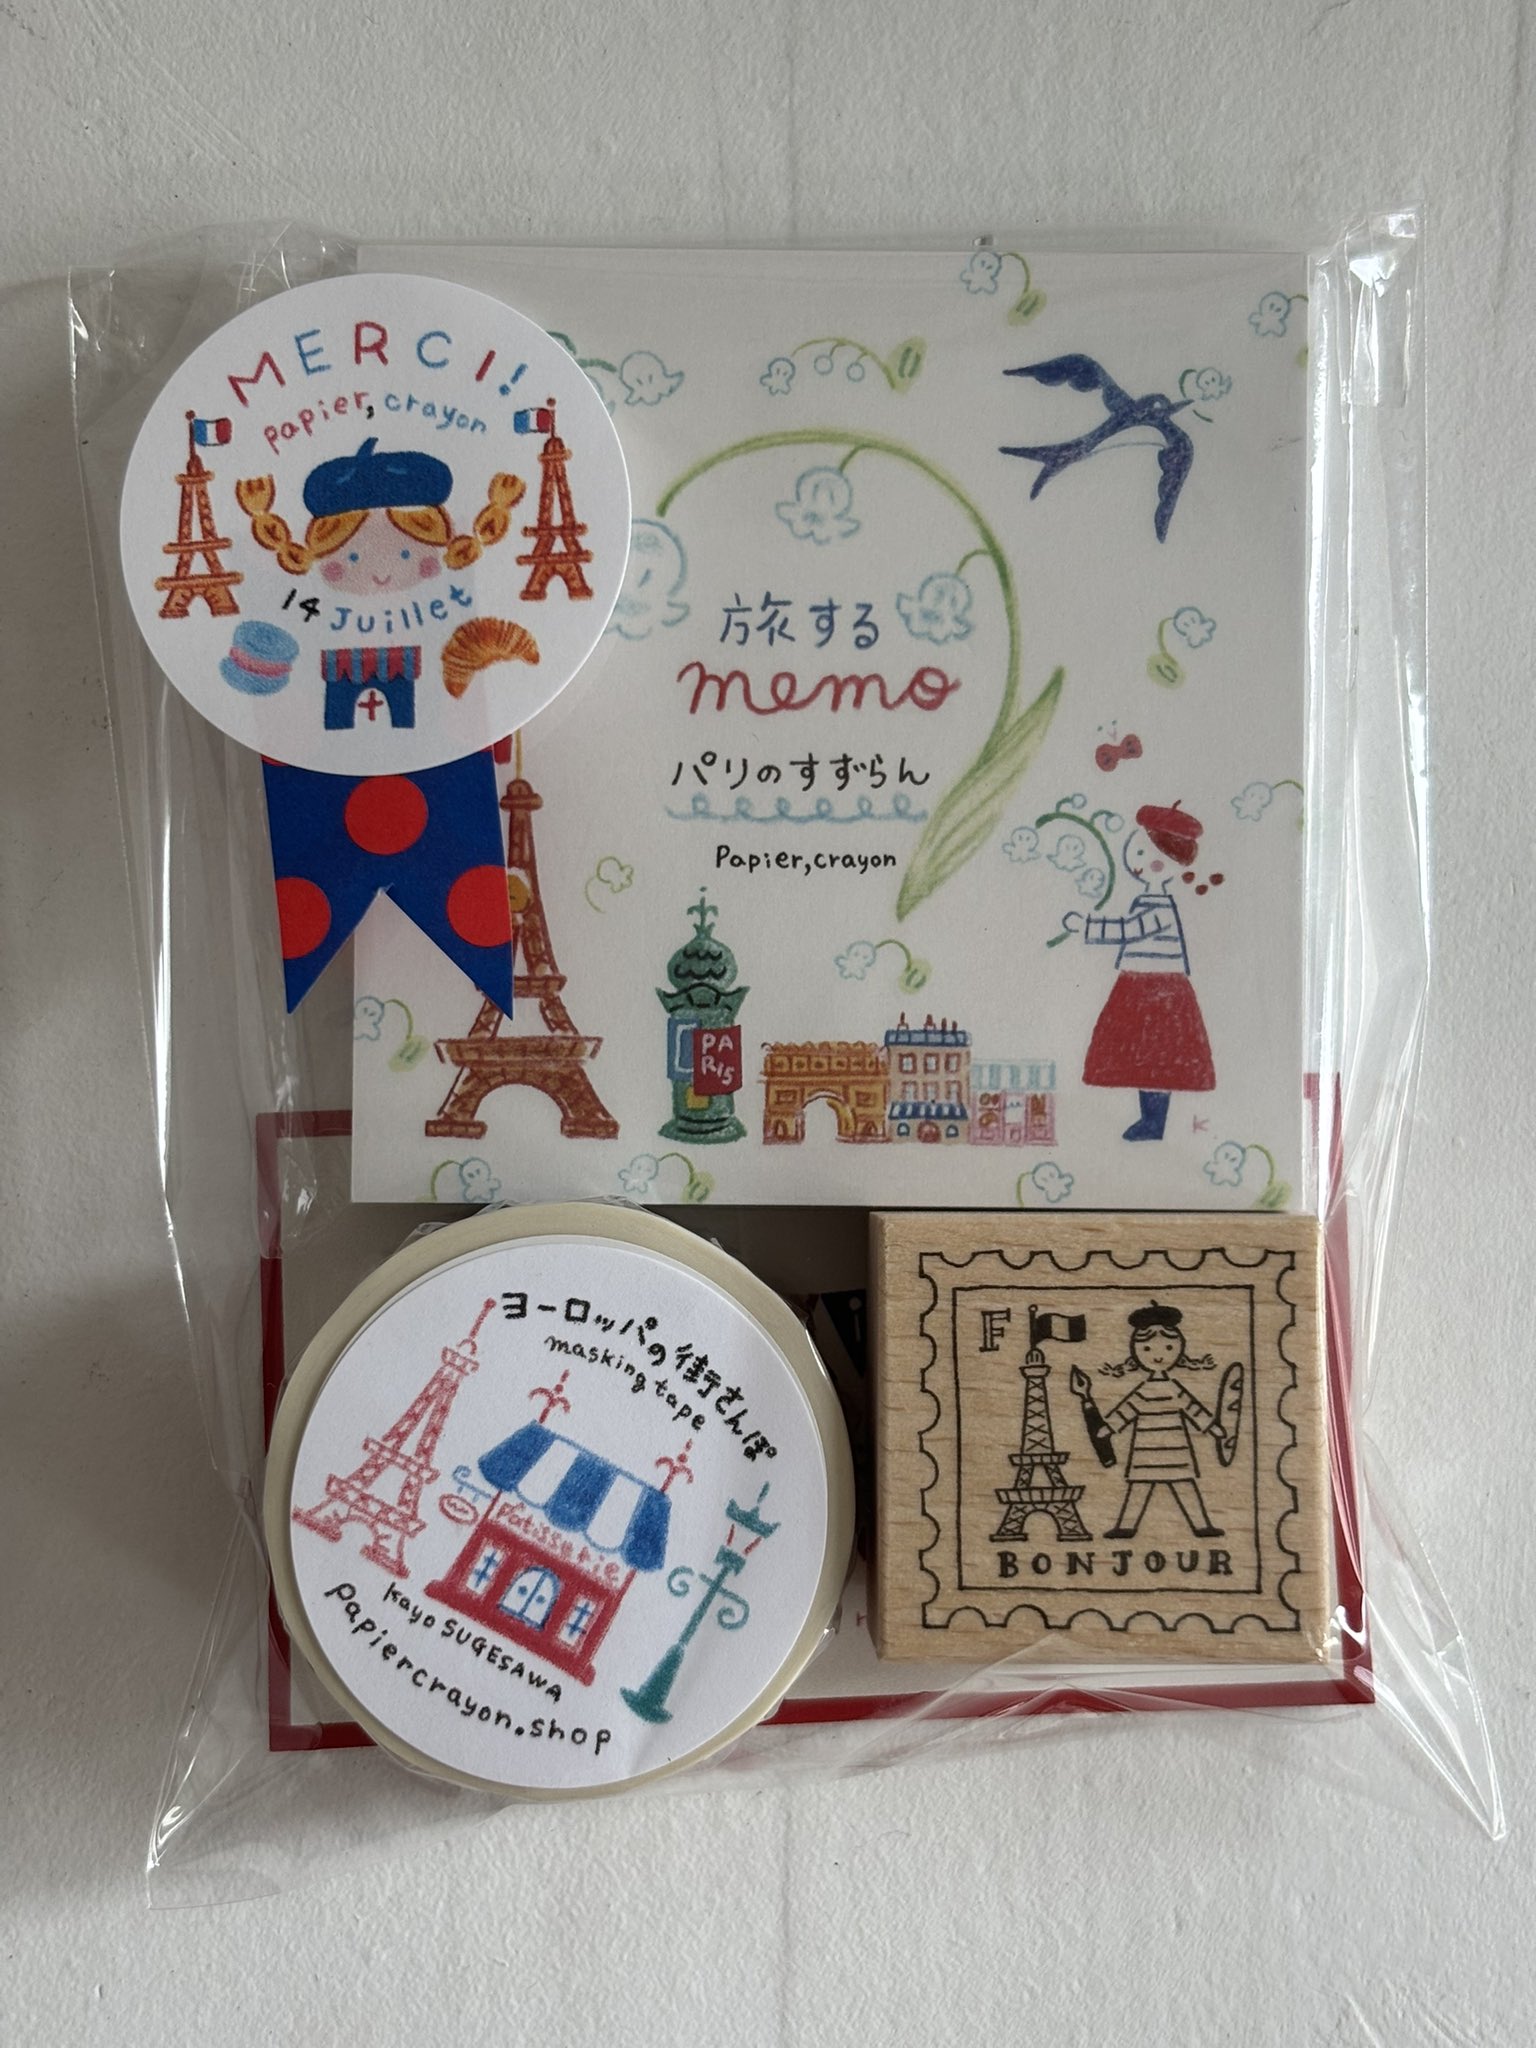 MERCI!
papier, crayon
14 Juillet
旅する
memo
パリのすずらん
Papier, crayon
PA
RIS
K.
ヨーロッパの街さんぽ
masking tape
Patisserie
Kayo SUGESAWA
papiercrayon.shop
F
BONJOUR